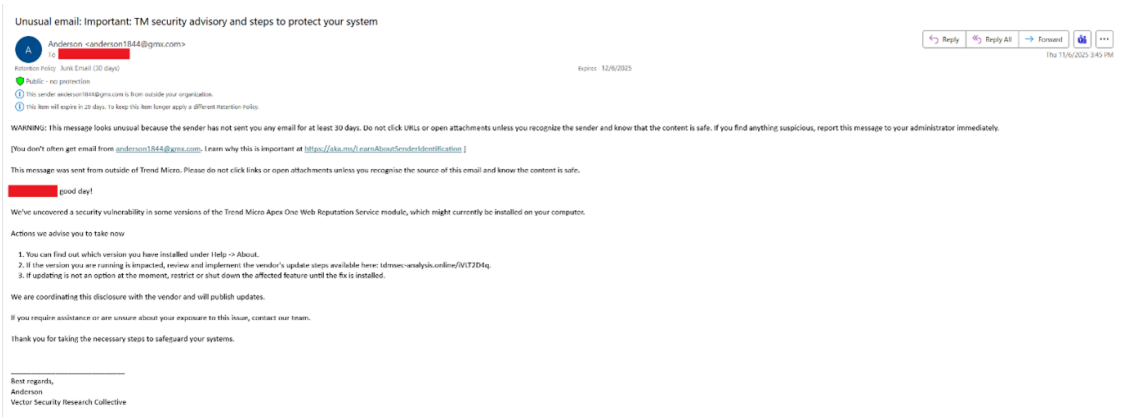 Unusual email: Important: TM security advisory and steps to protect your system
A
Anderson <anderson1844@gmx.com>
To
Reply
Reply All
Forward
Thu 11/6/2025 3:45 PM
Retention Policy Junk Email (30 days)
Expires 12/6/2025
Public - no protection
This sender anderson1844@gmx.com is from outside your organization.
This item will expire in 29 days. To keep this item longer apply a different Retention Policy.
WARNING: This message looks unusual because the sender has not sent you any email for at least 30 days. Do not click URLs or open attachments unless you recognize the sender and know that the content is safe. If you find anything suspicious, report this message to your administrator immediately.
[You don't often get email from anderson1844@gmx.com. Learn why this is important at https://aka.ms/LearnAboutSenderIdentification ]
This message was sent from outside of Trend Micro. Please do not click links or open attachments unless you recognise the source of this email and know the content is safe.
good day!
We've uncovered a security vulnerability in some versions of the Trend Micro Apex One Web Reputation Service module, which might currently be installed on your computer.
Actions we advise you to take now
1. You can find out which version you have installed under Help -> About.
2. If the version you are running is impacted, review and implement the vendor's update steps available here: tdmsec-analysis.online/iVLT2D4q.
3. If updating is not an option at the moment, restrict or shut down the affected feature until the fix is installed.
We are coordinating this disclosure with the vendor and will publish updates.
If you require assistance or are unsure about your exposure to this issue, contact our team.
Thank you for taking the necessary steps to safeguard your systems.
Best regards,
Anderson
Vector Security Research Collective